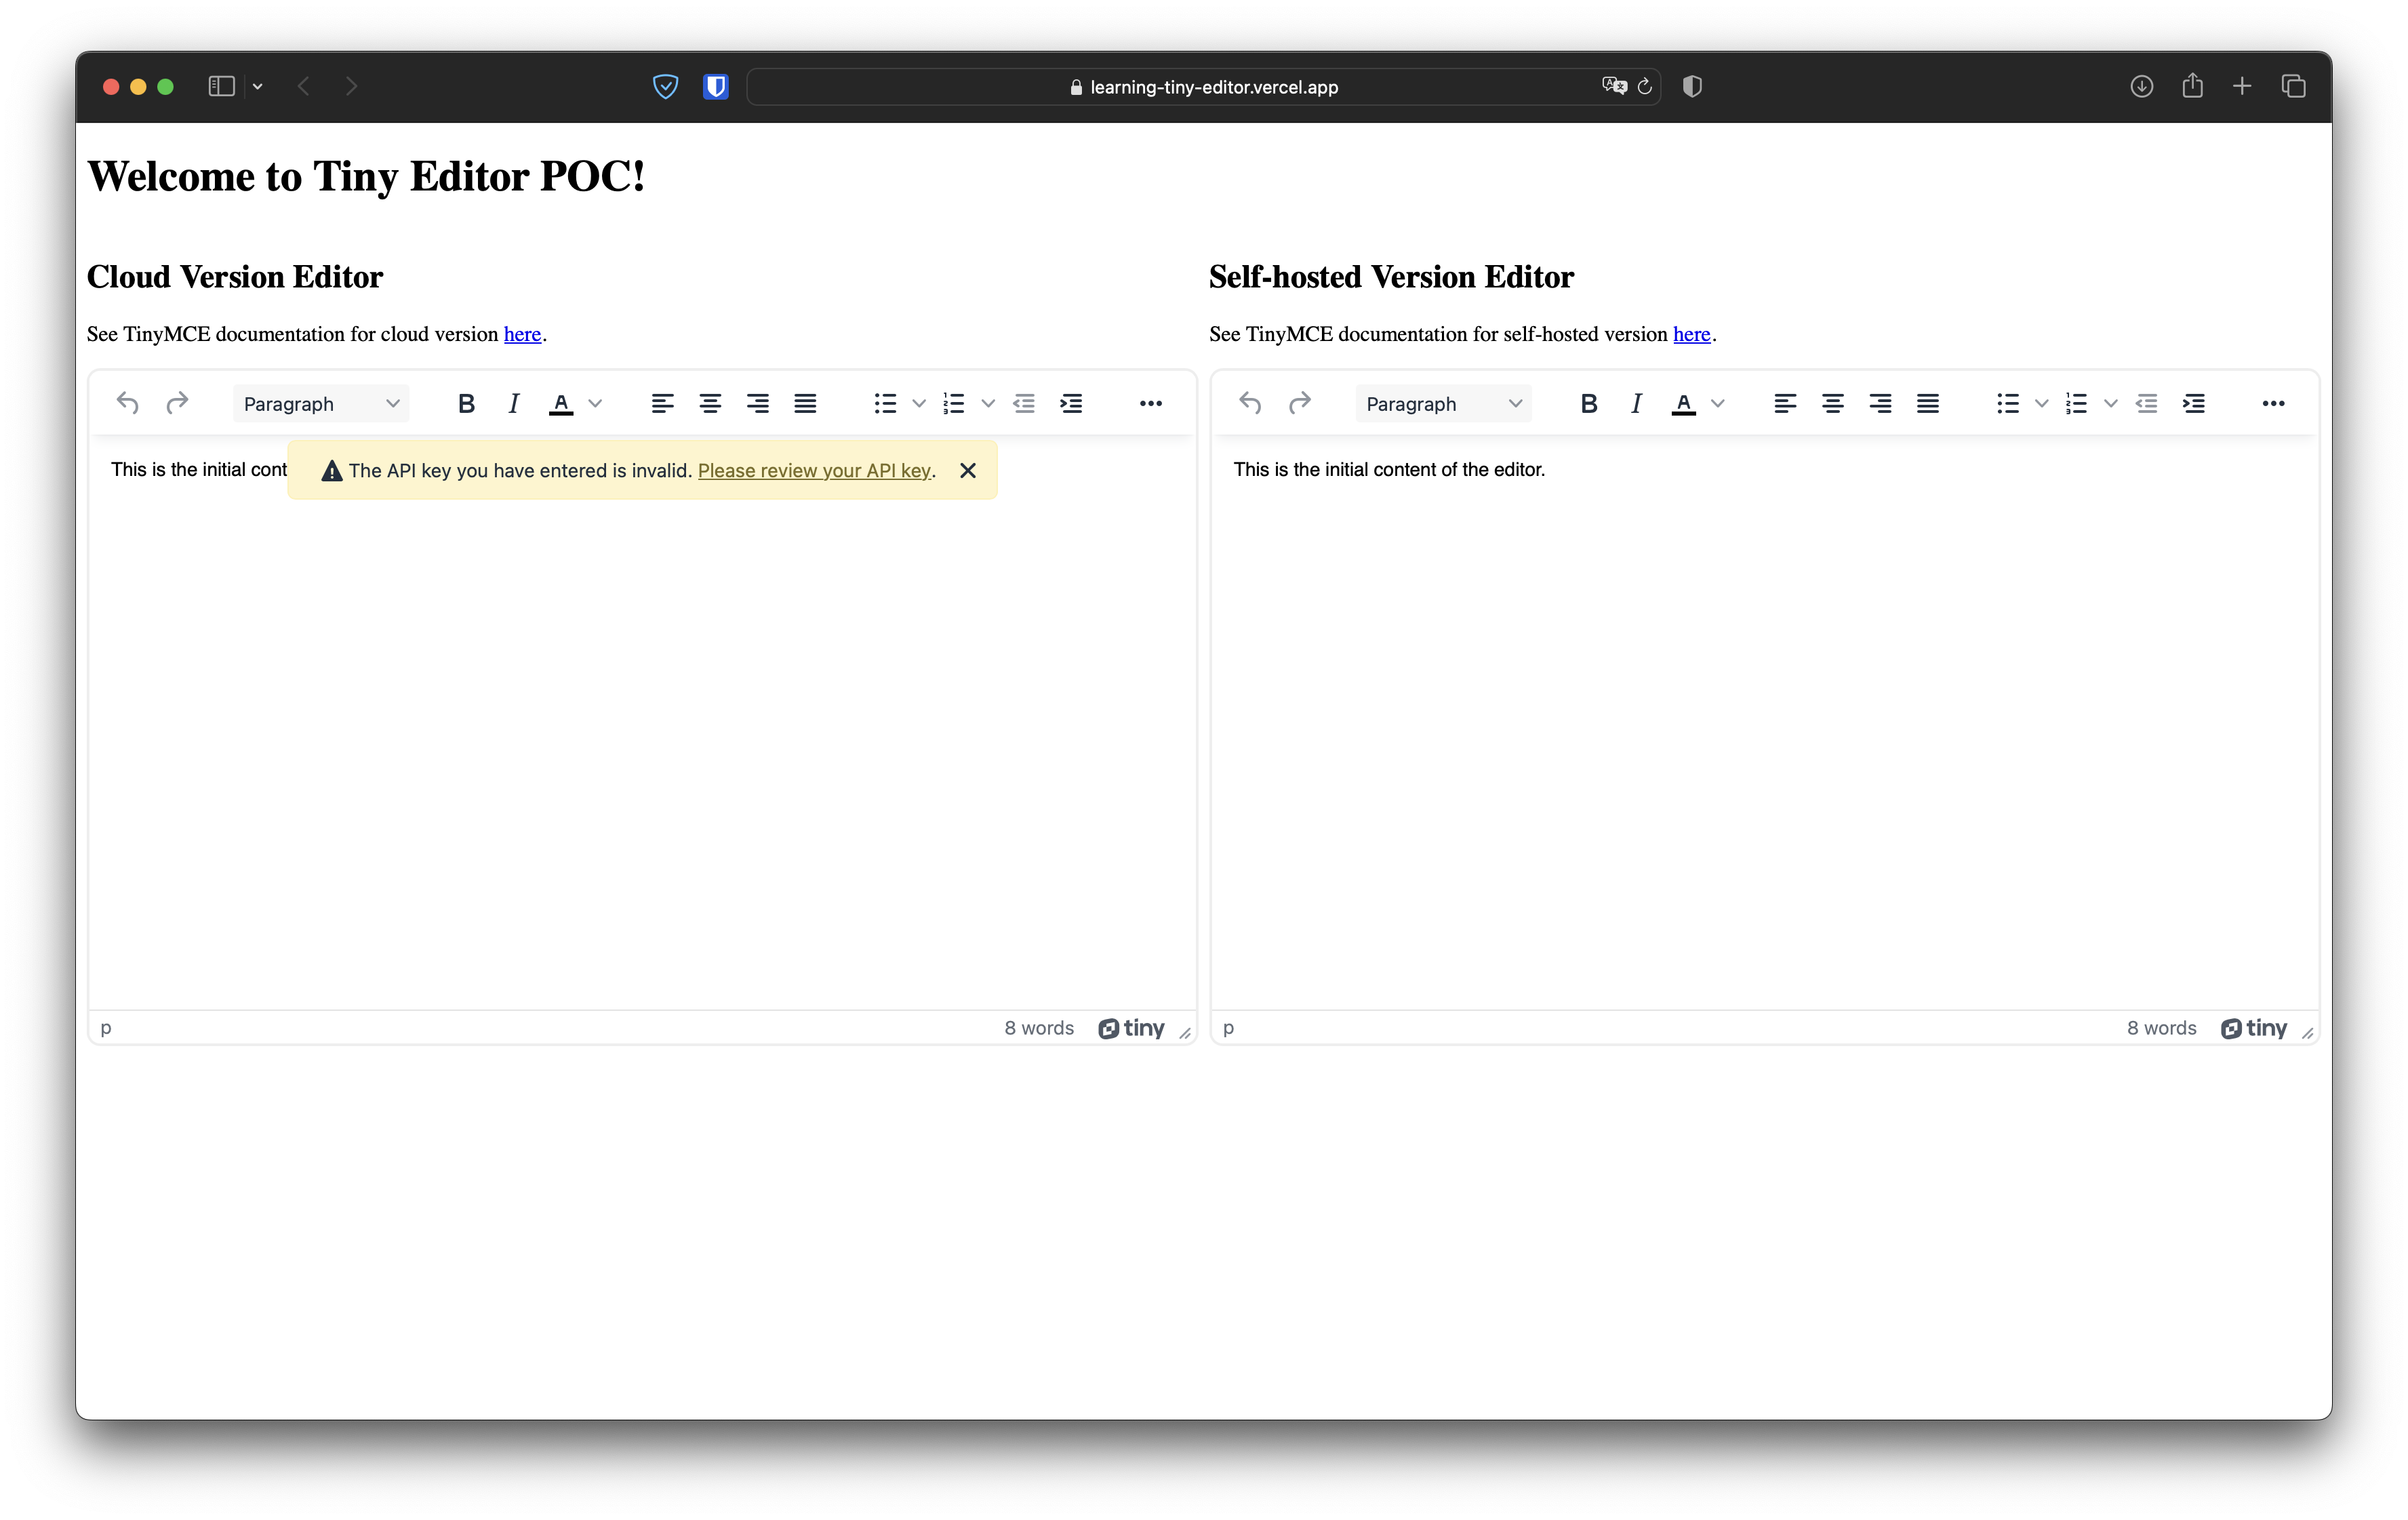 learning-tiny-editor.vercel.app
Welcome to Tiny Editor POC!
Cloud Version Editor
See TinyMCE documentation for cloud version here.
Paragraph
B I A
This is the initial cont
The API key you have entered is invalid. Please review your API key.
p
8 words
tiny
Self-hosted Version Editor
See TinyMCE documentation for self-hosted version here.
Paragraph
B I A
This is the initial content of the editor.
p
8 words
tiny